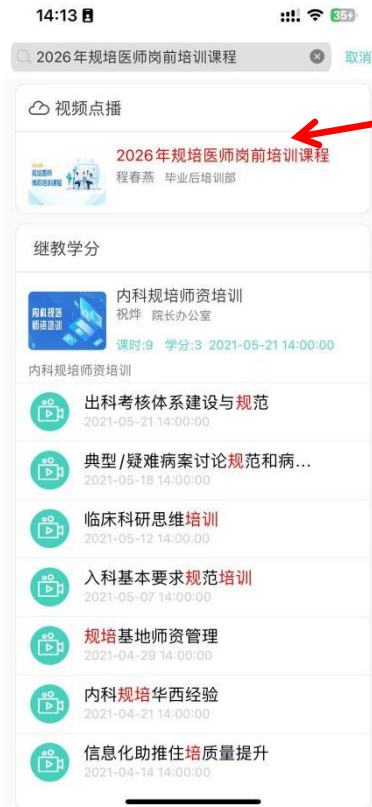 14:13
35
2026年规培医师岗前培训课程
取消
视频点播
2026年规培医师岗前培训课程
程春燕 毕业后培训部
规培医师
岗前培训课程
继教学分
内科规培师资培训
祝烨 院长办公室
内科规培
师资培训
课时:9 学分:3 2021-05-21 14:00:00
内科规培师资培训
出科考核体系建设与规范
2021-05-21 14:00:00
典型/疑难病案讨论规范和病...
2021-05-18 14:00:00
临床科研思维培训
2021-05-12 14:00:00
入科基本要求规范培训
2021-05-07 14:00:00
规培基地师资管理
2021-04-29 14:00:00
内科规培华西经验
2021-04-21 14:00:00
信息化助推住培质量提升
2021-04-14 14:00:00